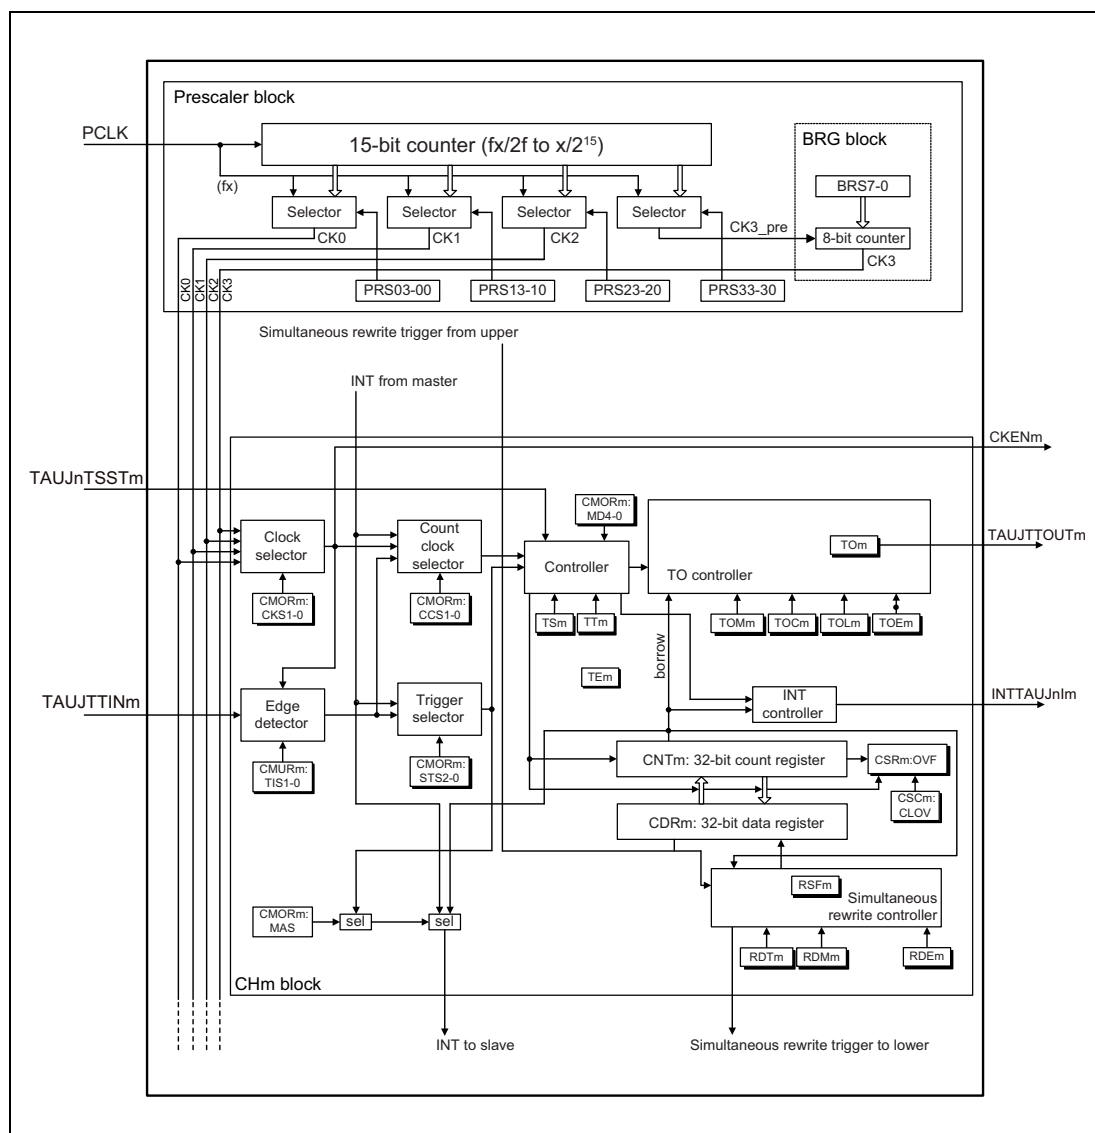 Prescaler block
PCLK
15-bit counter (fx/2f to x/2¹⁵)
BRG block
(fx)
BRS7-0
Selector
Selector
Selector
Selector
CK3_pre
8-bit counter
CK0
CK1
CK2
CK3
CK0
CK1
CK2
CK3
PRS03-00
PRS13-10
PRS23-20
PRS33-30
Simultaneous rewrite trigger from upper
INT from master
CKENm
TAUJnTSSTm
CMORm:
MD4-0
Clock
selector
Count
clock
selector
Controller
TOm
TO controller
TAUJTTOUTm
CMORm:
CKS1-0
CMORm:
CCS1-0
TSm
TTm
TOMm
TOCm
TOLm
TOEm
borrow
TEm
TAUJTTINm
Edge
detector
Trigger
selector
INT
controller
INTTAUJnIm
CMURm:
TIS1-0
CMORm:
STS2-0
CNTm: 32-bit count register
CSRm:OVF
CSCm:
CLOV
CDRm: 32-bit data register
RSFm
Simultaneous
rewrite controller
CMORm:
MAS
sel
sel
RDTm
RDMm
RDEm
CHm block
INT to slave
Simultaneous rewrite trigger to lower